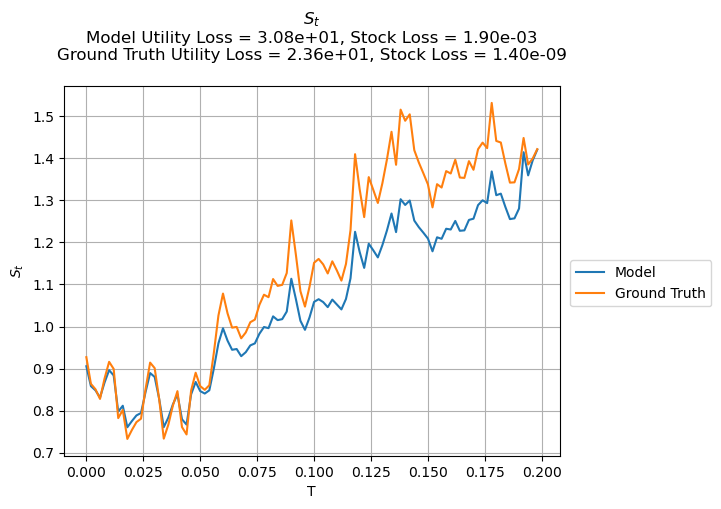 S_t
Model Utility Loss = 3.08e+01, Stock Loss = 1.90e-03
Ground Truth Utility Loss = 2.36e+01, Stock Loss = 1.40e-09
1.5
1.4
1.3
1.2
1.1
1.0
0.9
0.8
0.7
S_t
0.000 0.025 0.050 0.075 0.100 0.125 0.150 0.175 0.200
T
Model
Ground Truth